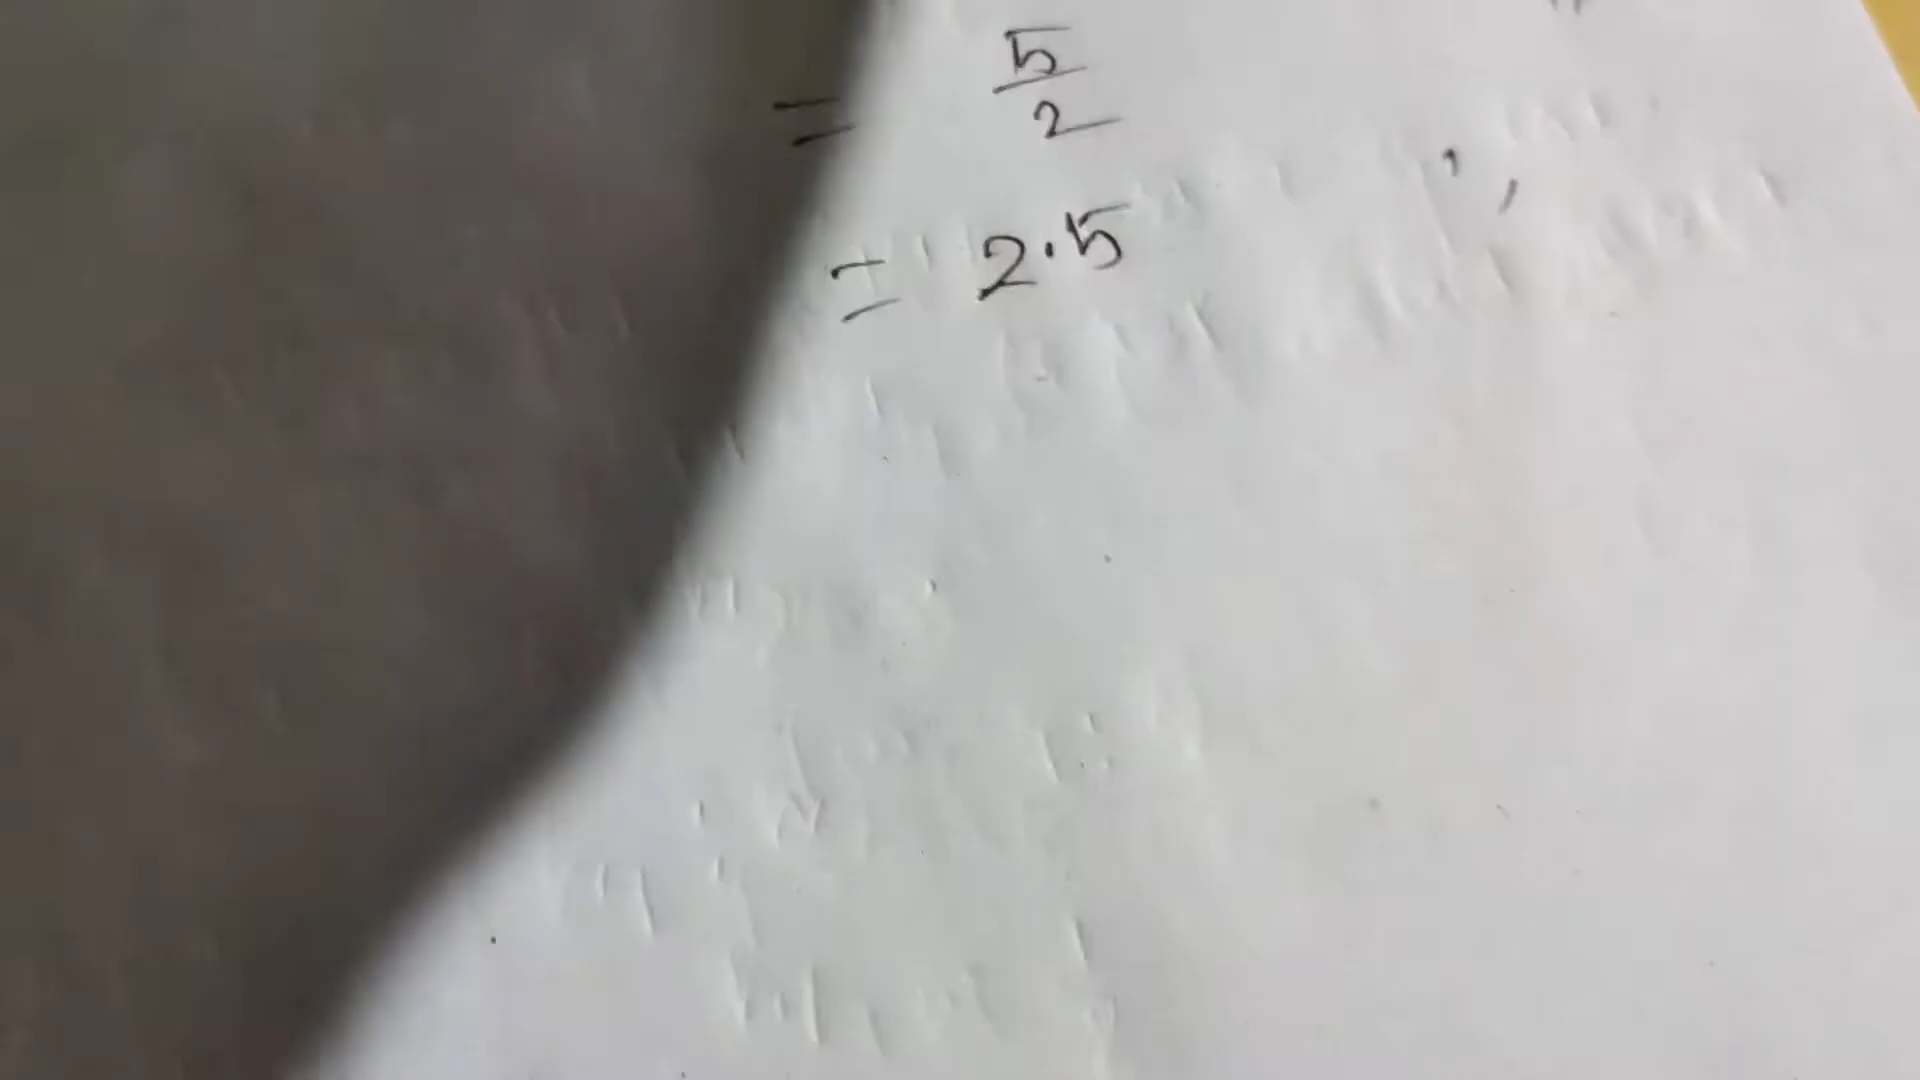 = 5/2
= 2.5